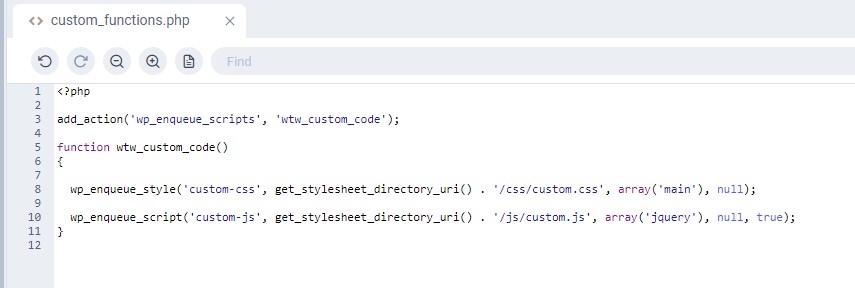 custom_functions.php
Find
1 <?php
2
3 add_action('wp_enqueue_scripts', 'wtw_custom_code');
4
5 function wtw_custom_code()
6 {
7
8 wp_enqueue_style('custom-css', get_stylesheet_directory_uri() . '/css/custom.css', array('main'), null);
9
10 wp_enqueue_script('custom-js', get_stylesheet_directory_uri() . '/js/custom.js', array('jquery'), null, true);
11 }
12